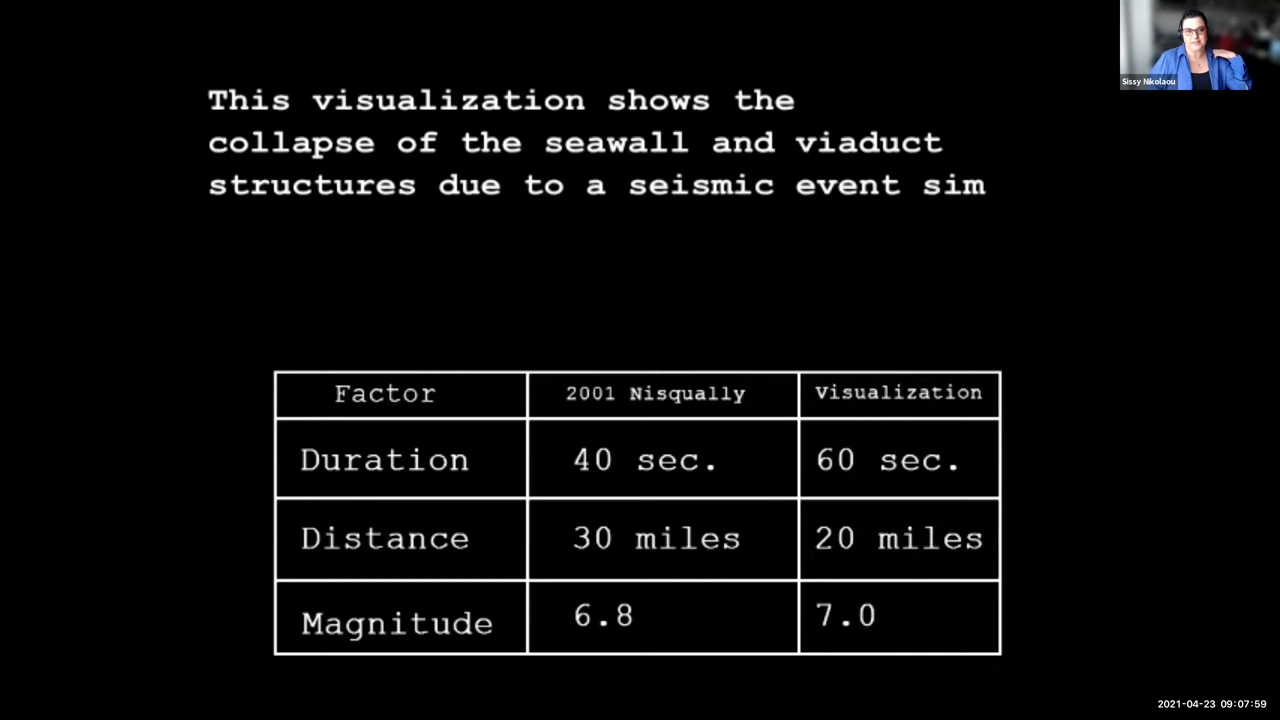 Sissy Nikolaou
This visualization shows the
collapse of the seawall and viaduct
structures due to a seismic event sim
Factor 2001 Nisqually Visualization
Duration 40 sec. 60 sec.
Distance 30 miles 20 miles
Magnitude 6.8 7.0
2021-04-23 09:07:59